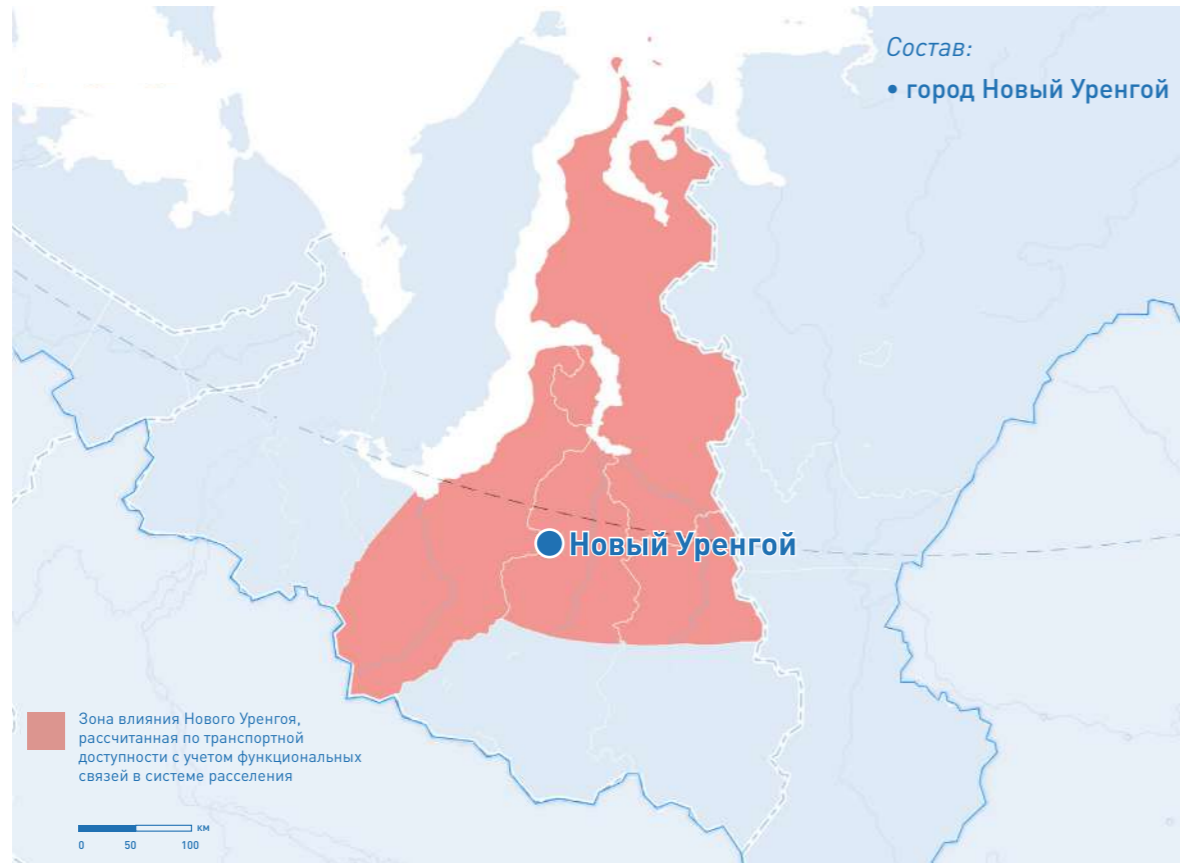 Состав:
• город Новый Уренгой
Новый Уренгой
Зона влияния Нового Уренгоя,
рассчитанная по транспортной
доступности с учетом функциональных
связей в системе расселения
км
0 50 100